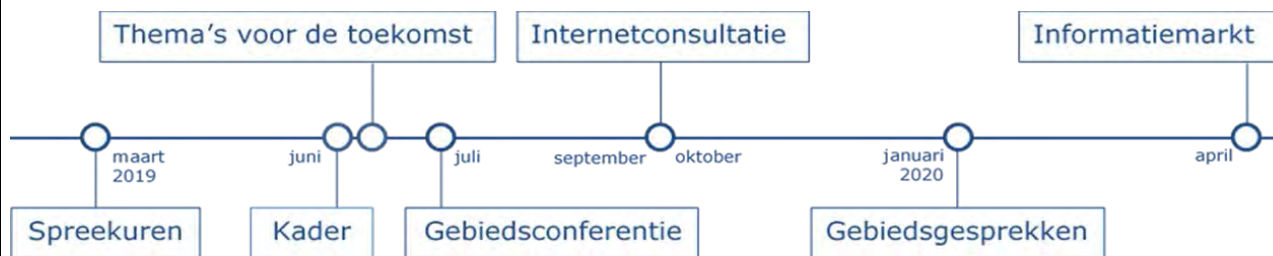 Thema's voor de toekomst
Internetconsultatie
Informatiemarkt
maart
2019
juni
juli
september
oktober
januari
2020
april
Spreekuren
Kader
Gebiedsconferentie
Gebiedsgesprekken